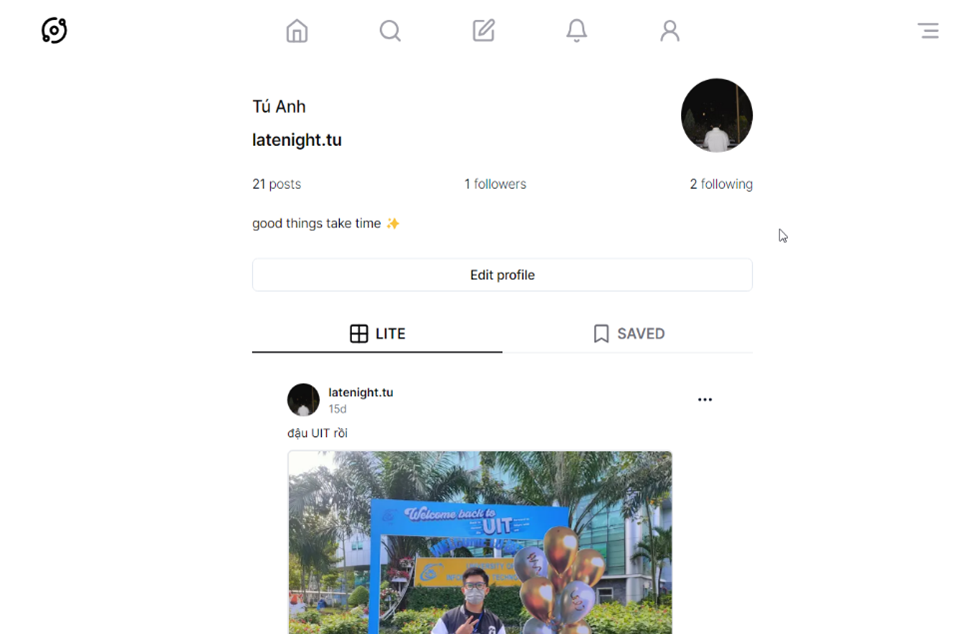 Tú Anh
latenight.tu
21 posts 1 followers 2 following
good things take time ✨
Edit profile
LITE SAVED
latenight.tu
15d
đậu UIT rồi
Welcome back to
UIT